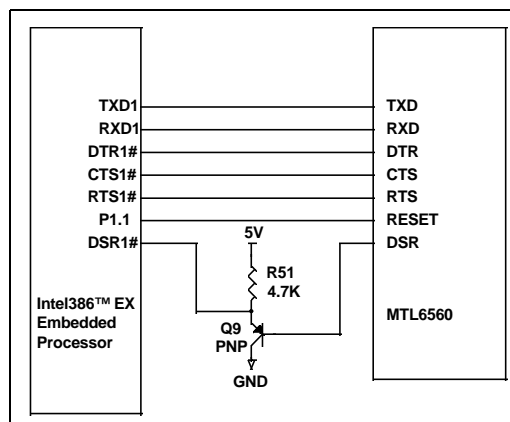 TXD1 TXD
RXD1 RXD
DTR1# DTR
CTS1# CTS
RTS1# RTS
P1.1 RESET
DSR1# 5V DSR
R51
4.7K
Intel386™ EX
Embedded
Processor
Q9
PNP
MTL6560
GND